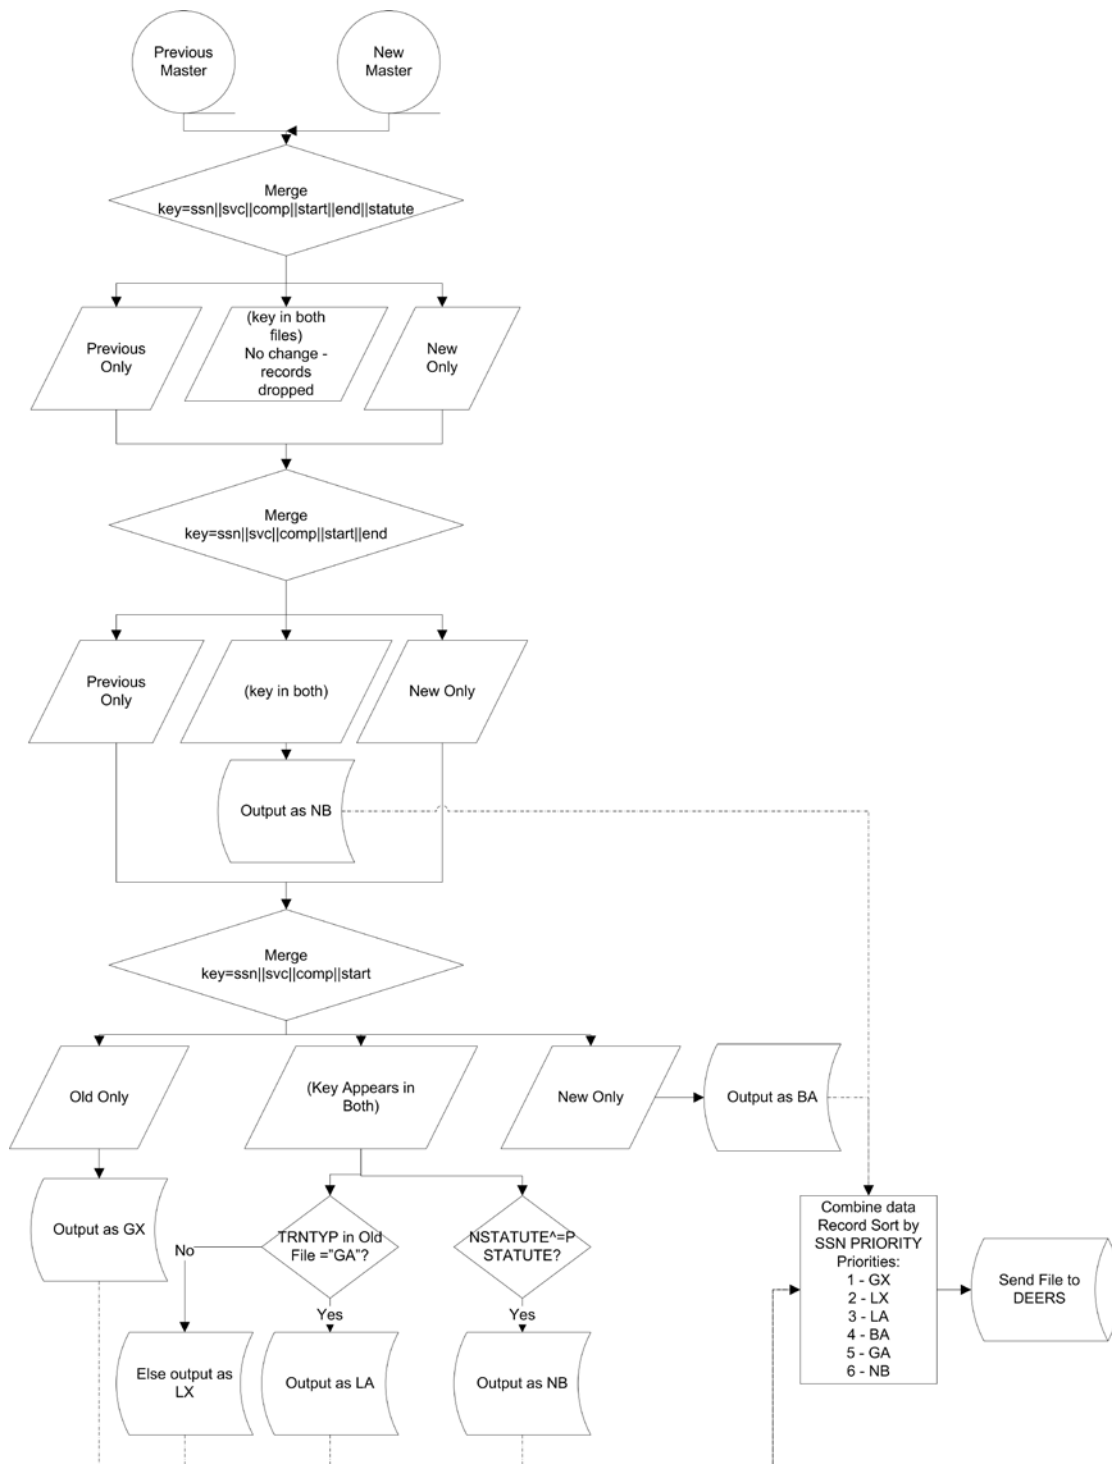 Previous
Master
New
Master
Merge
key=ssn||svc||comp||start||end||statute
Previous
Only
(key in both
files)
No change -
records
dropped
New
Only
Merge
key=ssn||svc||comp||start||end
Previous
Only
(key in both)
New Only
Output as NB
Merge
key=ssn||svc||comp||start
Old Only
(Key Appears in
Both)
New Only
Output as BA
Output as GX
TRNTYP in Old
File ="GA"?
NSTATUTE^=P
STATUTE?
No
Yes
Yes
Else output as
LX
Output as LA
Output as NB
Combine data
Record Sort by
SSN PRIORITY
Priorities:
1 - GX
2 - LX
3 - LA
4 - BA
5 - GA
6 - NB
Send File to
DEERS